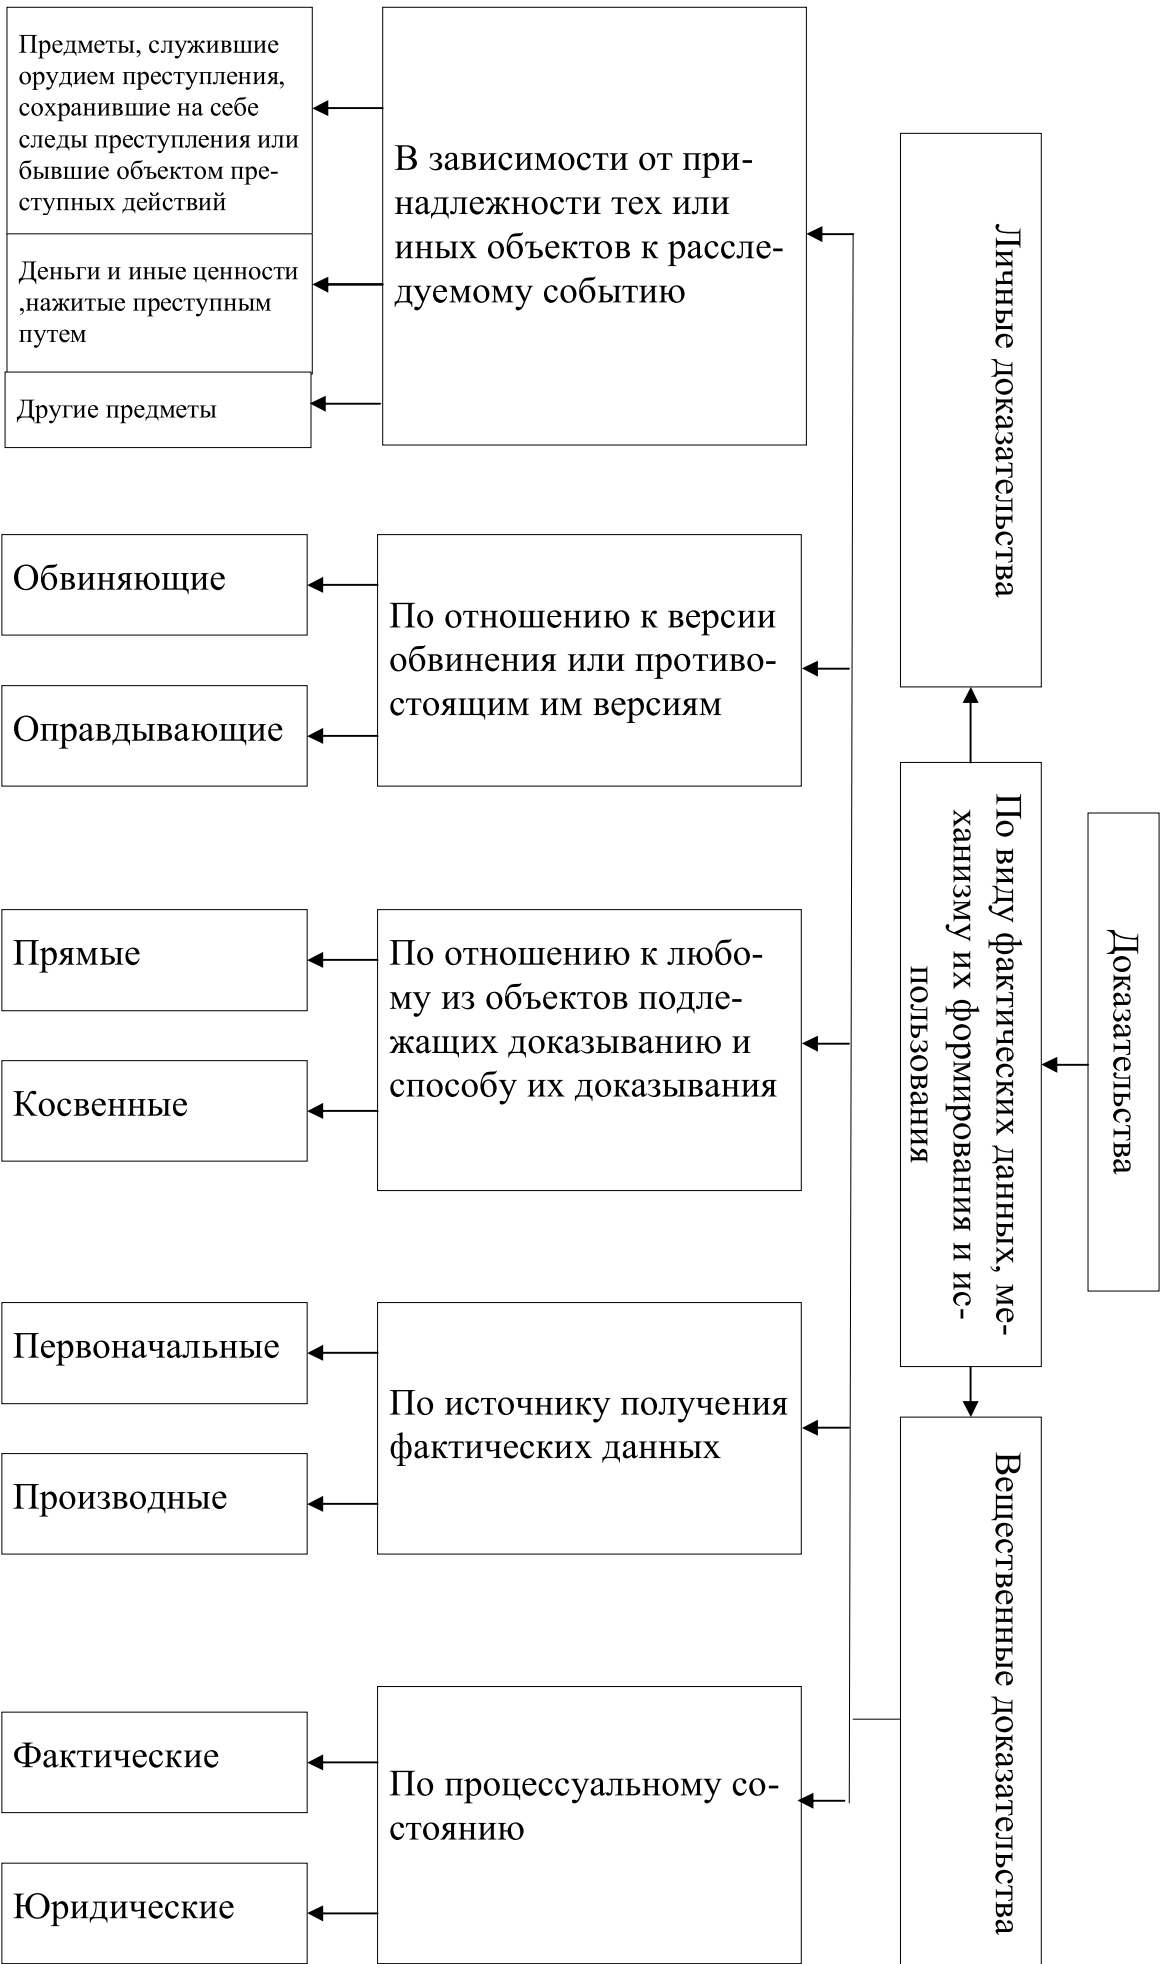 Предметы, служившие
орудием преступления,
сохранившие на себе
следы преступления или
бывшие объектом пре-
ступных действий
Деньги и иные ценности
,нажитые преступным
путем
Другие предметы
В зависимости от при-
надлежности тех или
иных объектов к рассле-
дуемому событию
Обвиняющие
Оправдывающие
По отношению к версии
обвинения или противо-
стоящим им версиям
Прямые
Косвенные
По отношению к любо-
му из объектов подле-
жащих доказыванию и
способу их доказывания
Первоначальные
Производные
По источнику получения
фактических данных
Фактические
Юридические
По процессуальному со-
стоянию
Личные доказательства
По виду фактических данных, ме-
ханизму их формирования и ис-
пользования
Вещественные доказательства
Доказательства